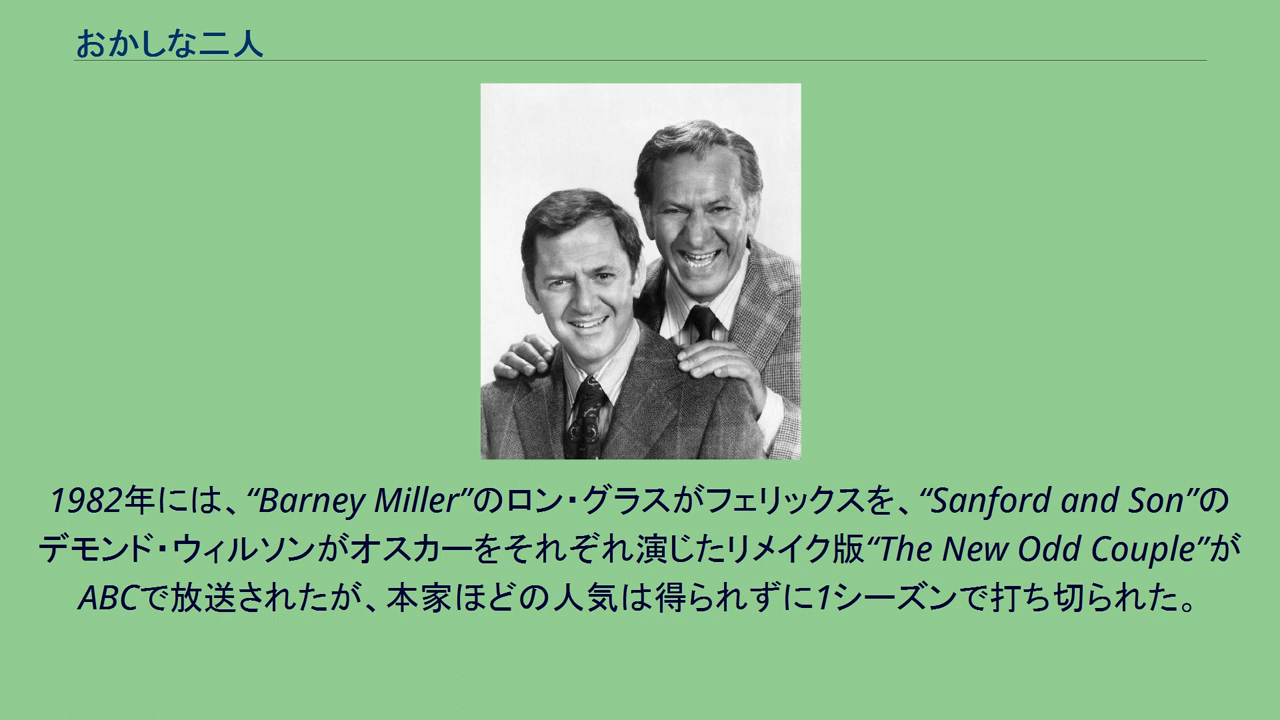 おかしな二人
1982年には、“Barney Miller”のロン・グラスがフェリックスを、“Sanford and Son”の
デモンド・ウィルソンがオスカーをそれぞれ演じたリメイク版“The New Odd Couple”が
ABCで放送されたが、本家ほどの人気は得られずに1シーズンで打ち切られた。